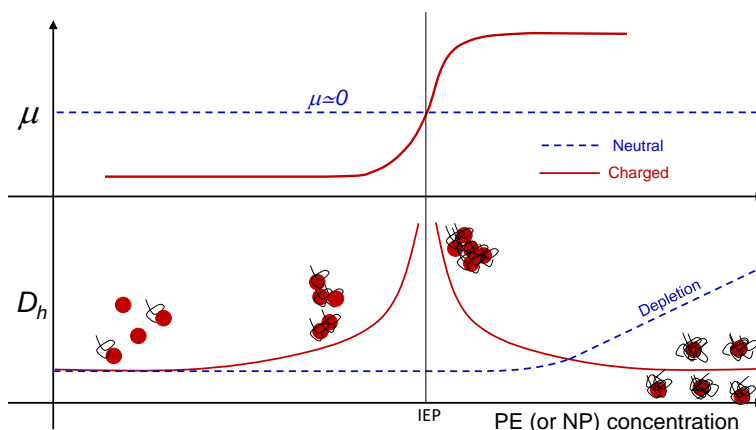 μ≃0
μ
Neutral
Charged
Depletion
Dh
IEP
PE (or NP) concentration